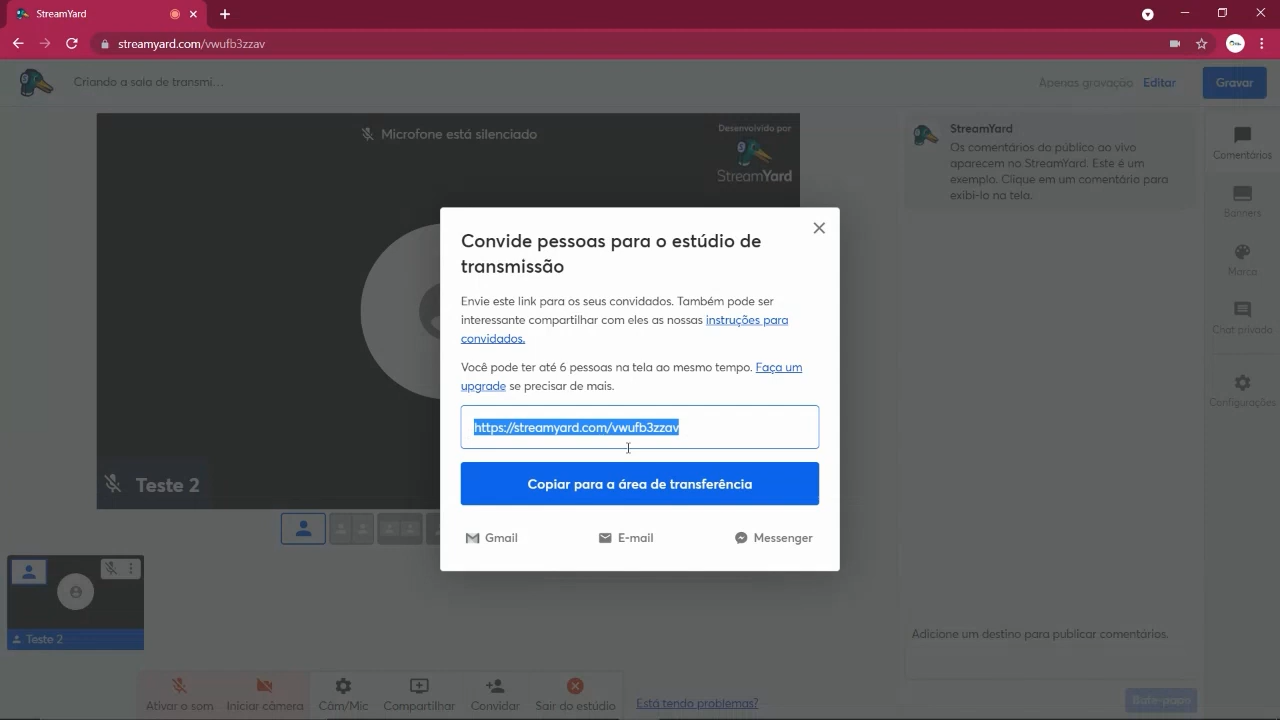 StreamYard
streamyard.com/vwufb3zzav
Criando a sala de transmi...
Apenas gravação
Editar
Gravar
Microfone está silenciado
Desenvolvido por
StreamYard
StreamYard
Os comentários do público ao vivo
aparecem no StreamYard. Este é um
exemplo. Clique em um comentário para
exibi-lo na tela.
Comentários
Banners
Marca
Chat privado
Configurações
Convide pessoas para o estúdio de
transmissão
Envie este link para os seus convidados. Também pode ser
interessante compartilhar com eles as nossas instruções para
convidados.
Você pode ter até 6 pessoas na tela ao mesmo tempo. Faça um
upgrade se precisar de mais.
https://streamyard.com/vwufb3zzav
Copiar para a área de transferência
Gmail
E-mail
Messenger
Teste 2
Teste 2
Adicione um destino para publicar comentários.
Ativar o som
Iniciar câmera
Câm/Mic
Compartilhar
Convidar
Sair do estúdio
Está tendo problemas?
Bate-papo